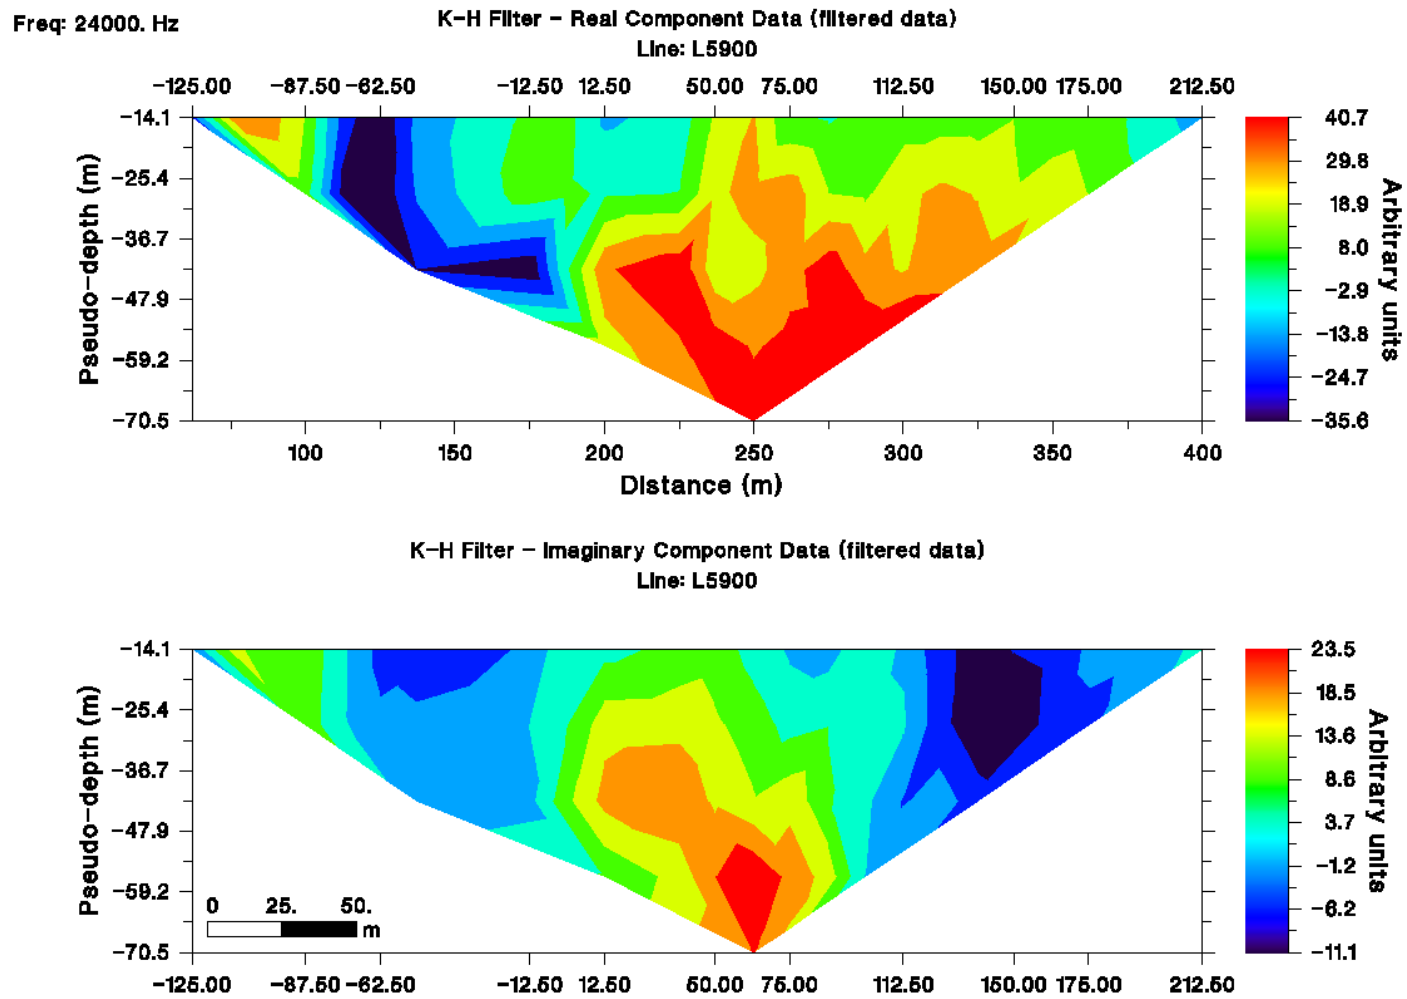 Freq: 24000. Hz
K-H Filter - Real Component Data (filtered data)
Line: L5900
-125.00 -87.50 -62.50 -12.50 12.50 50.00 75.00 112.50 150.00 175.00 212.50
-14.1
-25.4
-36.7
-47.9
-59.2
-70.5
Pseudo-depth (m)
100 150 200 250 300 350 400
Distance (m)
40.7
29.8
18.9
8.0
-2.9
-13.8
-24.7
-35.6
Arbitrary units
K-H Filter - Imaginary Component Data (filtered data)
Line: L5900
-14.1
-25.4
-36.7
-47.9
-59.2
-70.5
Pseudo-depth (m)
0 25. 50.
m
-125.00 -87.50 -62.50 -12.50 12.50 50.00 75.00 112.50 150.00 175.00 212.50
23.5
18.5
13.6
8.6
3.7
-1.2
-6.2
-11.1
Arbitrary units